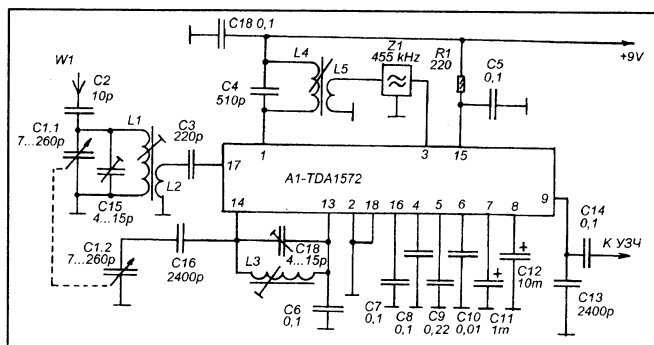 C18 0,1
W1
C2
10p
C1.1
7...260p
L1
C15
4...15p
L2
C3
220p
C4
510p
L4
L5
Z1
455 kHz
R1
220
C5
0,1
+9V
17
1
3
15
A1-TDA1572
9
14
13
2
18
16
4
5
6
7
8
C1.2
7...260p
C16
2400p
L3
C18
4...15p
C6
0,1
C7
0,1
C8
0,1
C9
0,22
C10
0,01
C11
1m
+
C12
10m
+
C14
0,1
К УЗЧ
C13
2400p